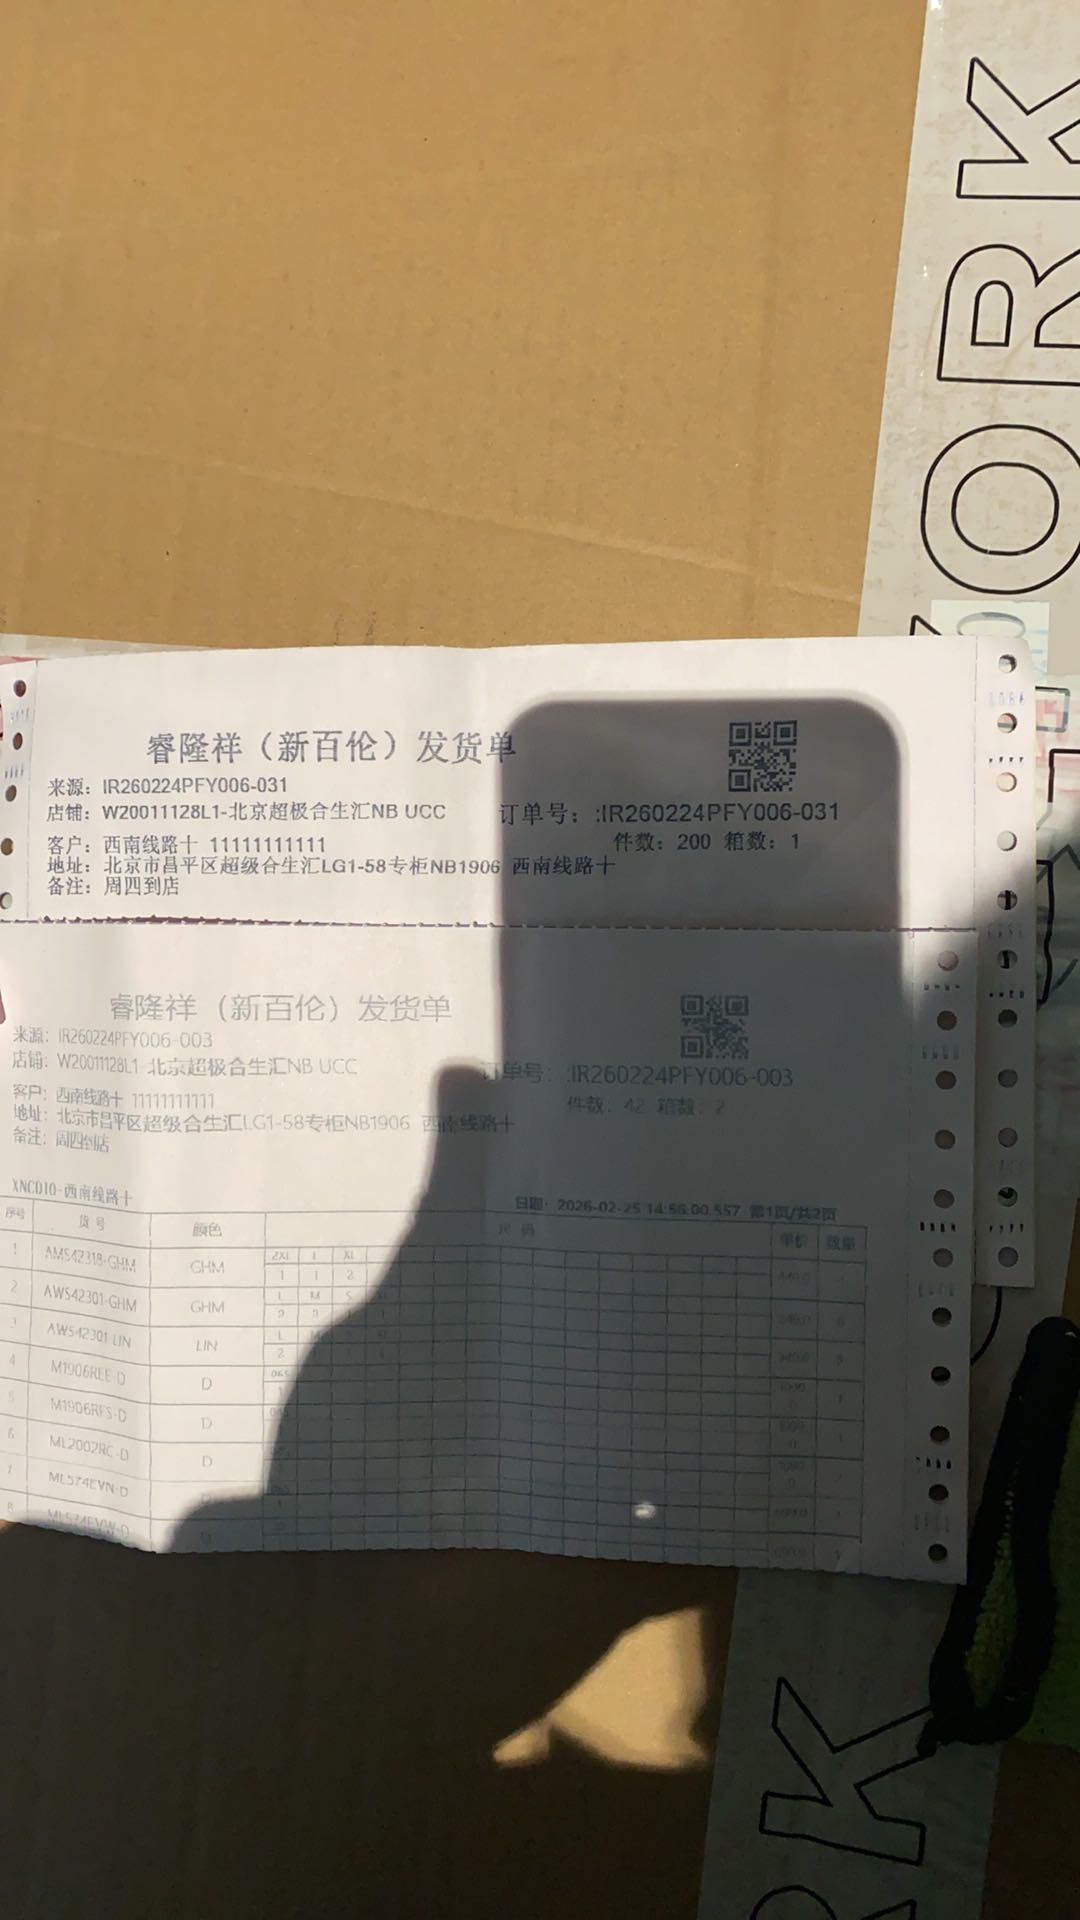 ORK
睿隆祥（新百伦）发货单
来源：IR260224PFY006-031
店铺：W20011128L1-北京超极合生汇NB UCC
订单号：:IR260224PFY006-031
客户：西南线路十 11111111111
件数：200 箱数：1
地址：北京市昌平区超级合生汇LG1-58专柜NB1906 西南线路十
备注：周四到店
睿隆祥（新百伦）发货单
来源：IR260224PFY006-003
店铺：W20011128L1-北京超极合生汇NB UCC
订单号：:IR260224PFY006-003
客户：西南线路十 11111111111
件数：42 箱数：2
地址：北京市昌平区超级合生汇LG1-58专柜NB1906 西南线路十
备注：周四到店
XNCD10-西南线路十
日期：2026-02-25 14:56:00.557 第1页/共2页
序号 货号 颜色 尺码 单价 数量
2XL L XL
1 AMS42318-GHM GHM 1 1 2
L M S
2 AWS42301-GHM GHM
L
3 AWS42301-LIN LIN 2
4 M1906REE-D D
5 M1906RFS-D D
6 ML2002RC-D D
7 ML574EVN-D D
8 ML574EVW-D D
RK